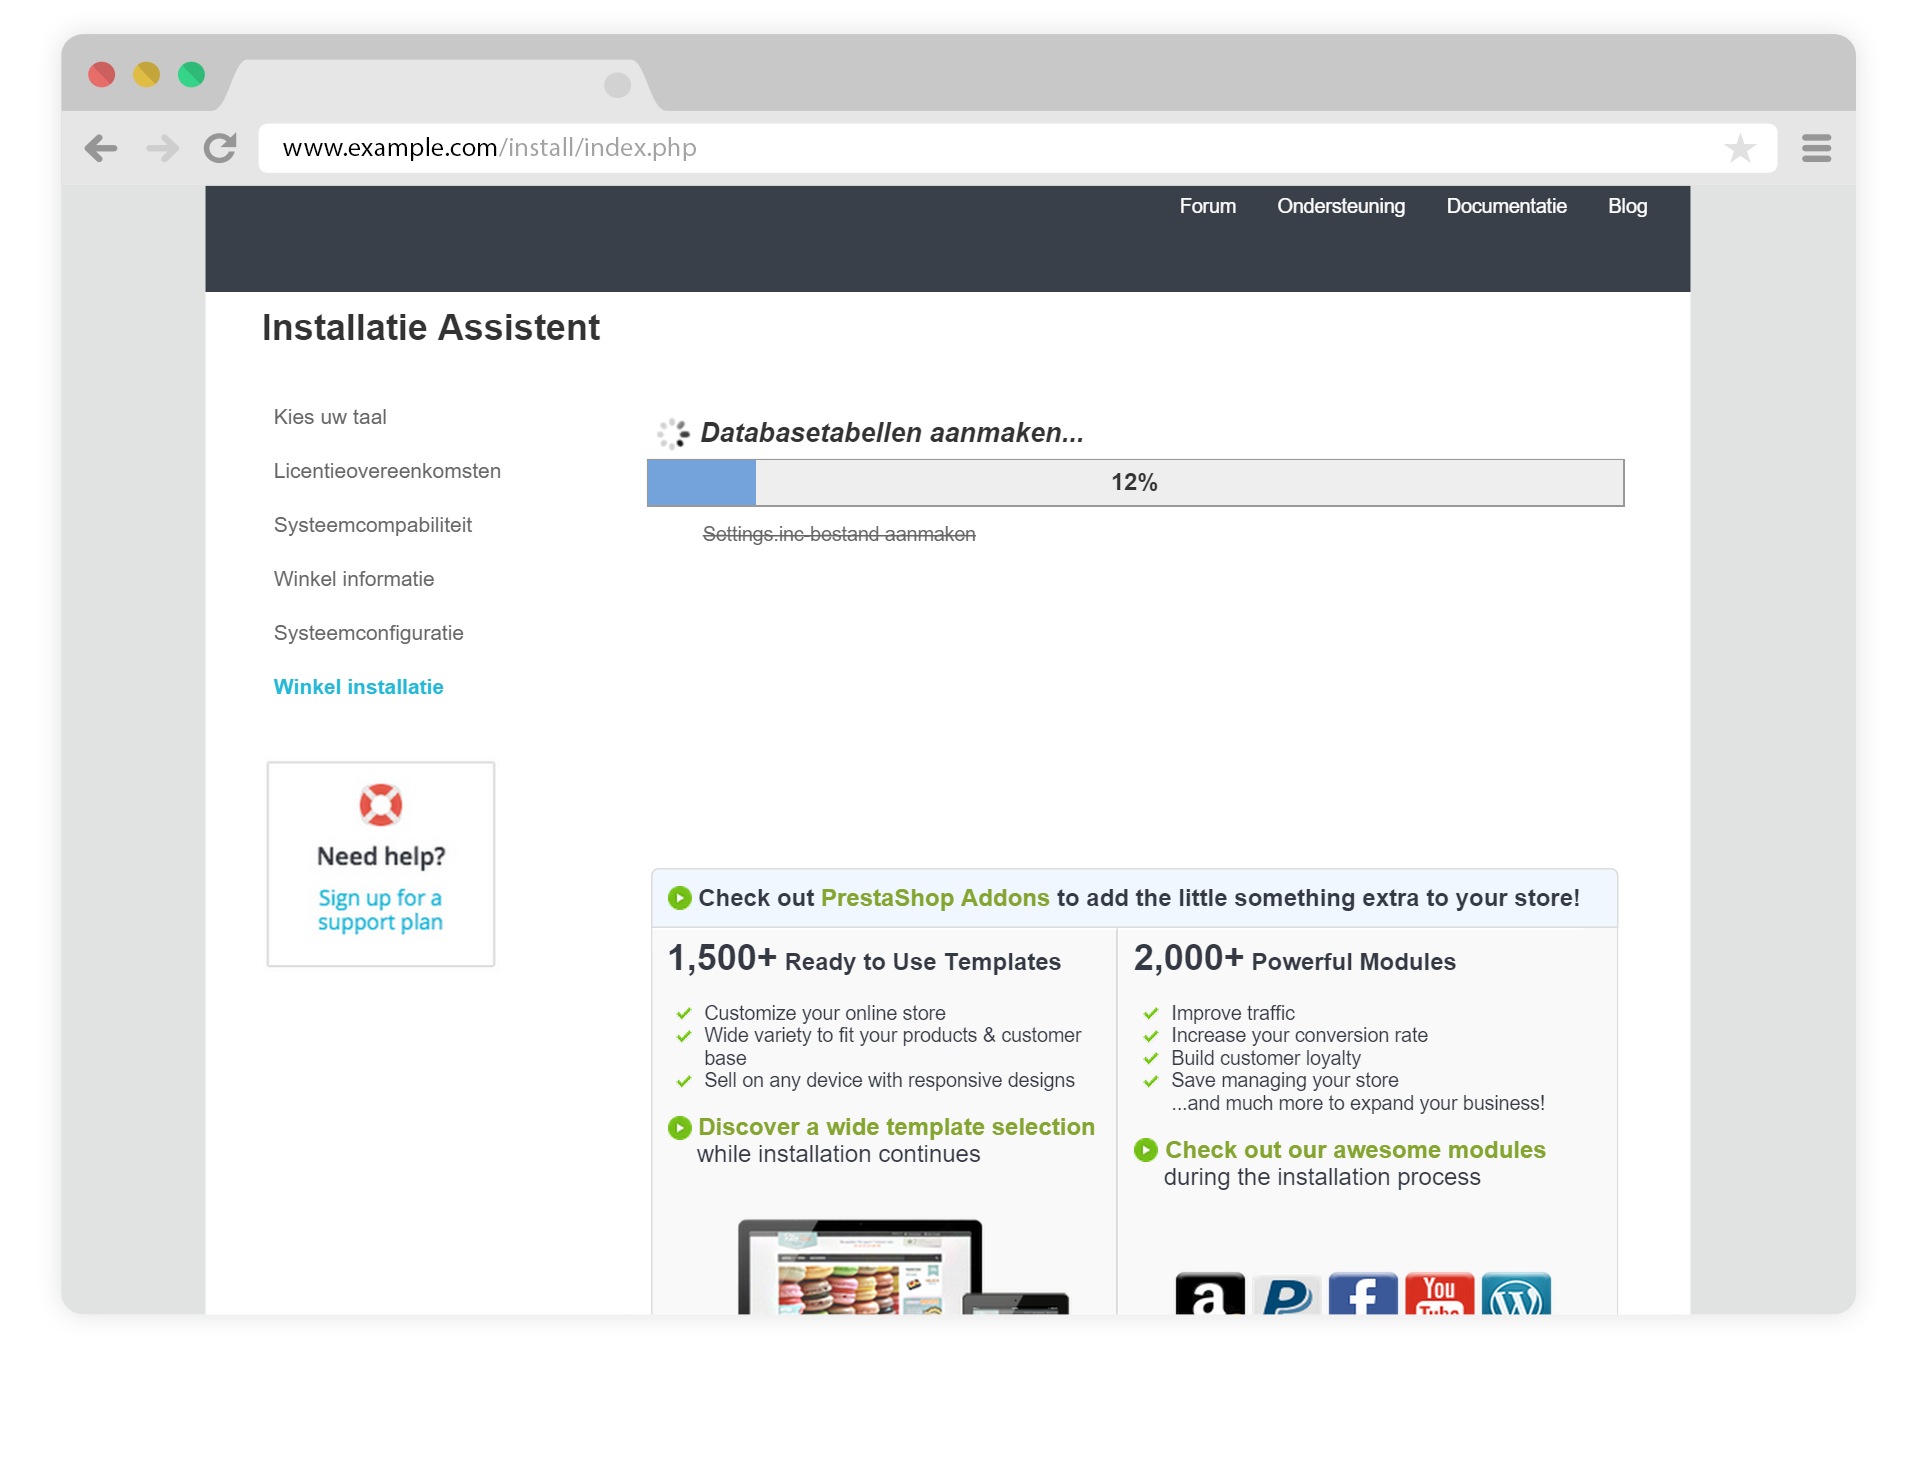 www.example.com/install/index.php
Forum Ondersteuning Documentatie Blog
Installatie Assistent
Kies uw taal
Licentieovereenkomsten
Systeemcompabiliteit
Winkel informatie
Systeemconfiguratie
Winkel installatie
Need help?
Sign up for a
support plan
Databasetabellen aanmaken...
12%
Settings.inc-bestand aanmaken
Check out PrestaShop Addons to add the little something extra to your store!
1,500+ Ready to Use Templates
Customize your online store
Wide variety to fit your products & customer
base
Sell on any device with responsive designs
Discover a wide template selection
while installation continues
2,000+ Powerful Modules
Improve traffic
Increase your conversion rate
Build customer loyalty
Save managing your store
...and much more to expand your business!
Check out our awesome modules
during the installation process
You
Tube